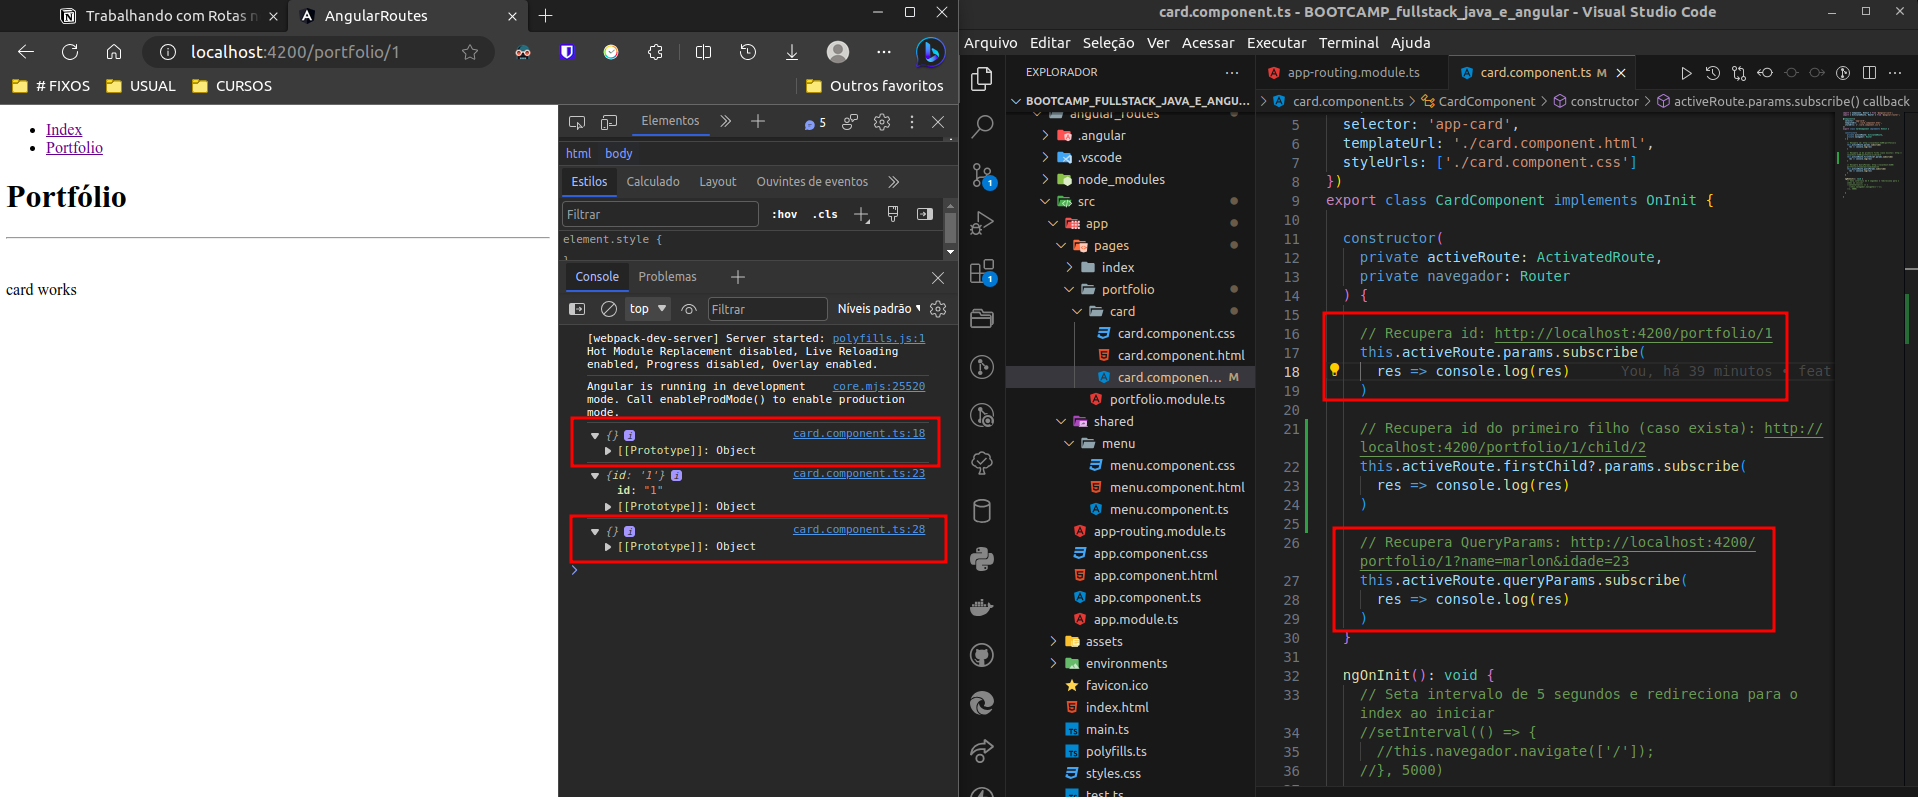 Trabalhando com Rotas n
AngularRoutes
localhost:4200/portfolio/1
# FIXOS
USUAL
CURSOS
Outros favoritos
Index
Portfolio
Portfólio
card works
Elementos
5
html body
Estilos Calculado Layout Ouvintes de eventos
Filtrar
:hov .cls
element.style {
}
Console Problemas
top
Filtrar
Níveis padrão
[webpack-dev-server] Server started: polyfills.js:1
Hot Module Replacement disabled, Live Reloading
enabled, Progress disabled, Overlay enabled.
Angular is running in development core.mjs:25520
mode. Call enableProdMode() to enable production
mode.
{} card.component.ts:18
[[Prototype]]: Object
{id: '1'} card.component.ts:23
id: "1"
[[Prototype]]: Object
{} card.component.ts:28
[[Prototype]]: Object
card.component.ts - BOOTCAMP_fullstack_java_e_angular - Visual Studio Code
Arquivo Editar Seleção Ver Acessar Executar Terminal Ajuda
1
1
EXPLORADOR
BOOTCAMP_FULLSTACK_JAVA_E_ANGU...
angular_routes
.angular
.vscode
node_modules
src
app
pages
index
portfolio
card
card.component.css
card.component.html
card.componen... M
portfolio.module.ts
shared
menu
menu.component.css
menu.component.html
menu.component.ts
app-routing.module.ts
app.component.css
app.component.html
app.component.ts
app.module.ts
assets
environments
favicon.ico
index.html
main.ts
polyfills.ts
styles.css
test.ts
app-routing.module.ts
card.component.ts M
card.component.ts > CardComponent > constructor > activeRoute.params.subscribe() callback
5 selector: 'app-card',
6 templateUrl: './card.component.html',
7 styleUrls: ['./card.component.css']
8 })
9 export class CardComponent implements OnInit {
10
11 constructor(
12 private activeRoute: ActivatedRoute,
13 private navegador: Router
14 ) {
15
16 // Recupera id: http://localhost:4200/portfolio/1
17 this.activeRoute.params.subscribe(
18 res => console.log(res) You, há 39 minutos • feat
19 )
20
21 // Recupera id do primeiro filho (caso exista): http://
localhost:4200/portfolio/1/child/2
22 this.activeRoute.firstChild?.params.subscribe(
23 res => console.log(res)
24 )
25
26 // Recupera QueryParams: http://localhost:4200/
portfolio/1?name=marlon&idade=23
27 this.activeRoute.queryParams.subscribe(
28 res => console.log(res)
29 )
30 }
31
32 ngOnInit(): void {
33 // Seta intervalo de 5 segundos e redireciona para o
index ao iniciar
34 //setInterval(() => {
35 //this.navegador.navigate(['/']);
36 //}, 5000)